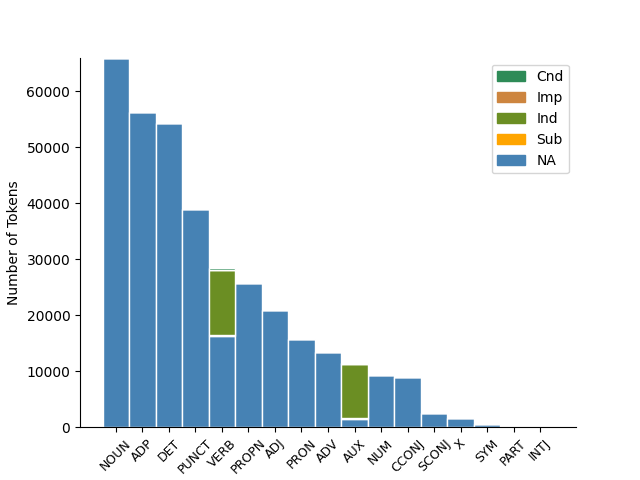 Cnd
Imp
Ind
Sub
NA
Number of Tokens
60000
50000
40000
30000
20000
10000
0
NOUN
ADP
DET
PUNCT
VERB
PROPN
ADJ
PRON
ADV
AUX
NUM
CCONJ
SCONJ
X
SYM
PART
INTJ